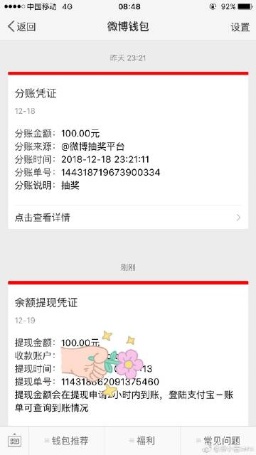 中国移动 4G 08:48 92%
返回 微博钱包 设置
昨天 23:21
分账凭证
12-18
分账金额：100.00元
分账来源：@微博抽奖平台
分账时间：2018-12-18 23:21:11
分账单号：144318719673900334
分账说明：抽奖
点击查看详情
刚刚
余额提现凭证
12-19
提现金额：100.00元
收款账户：
提现时间：
提现单号：
提现金额会在提现申请
小时内到账，登陆支付宝－账
单可查询到账情况
钱包推荐 福利 常见问题